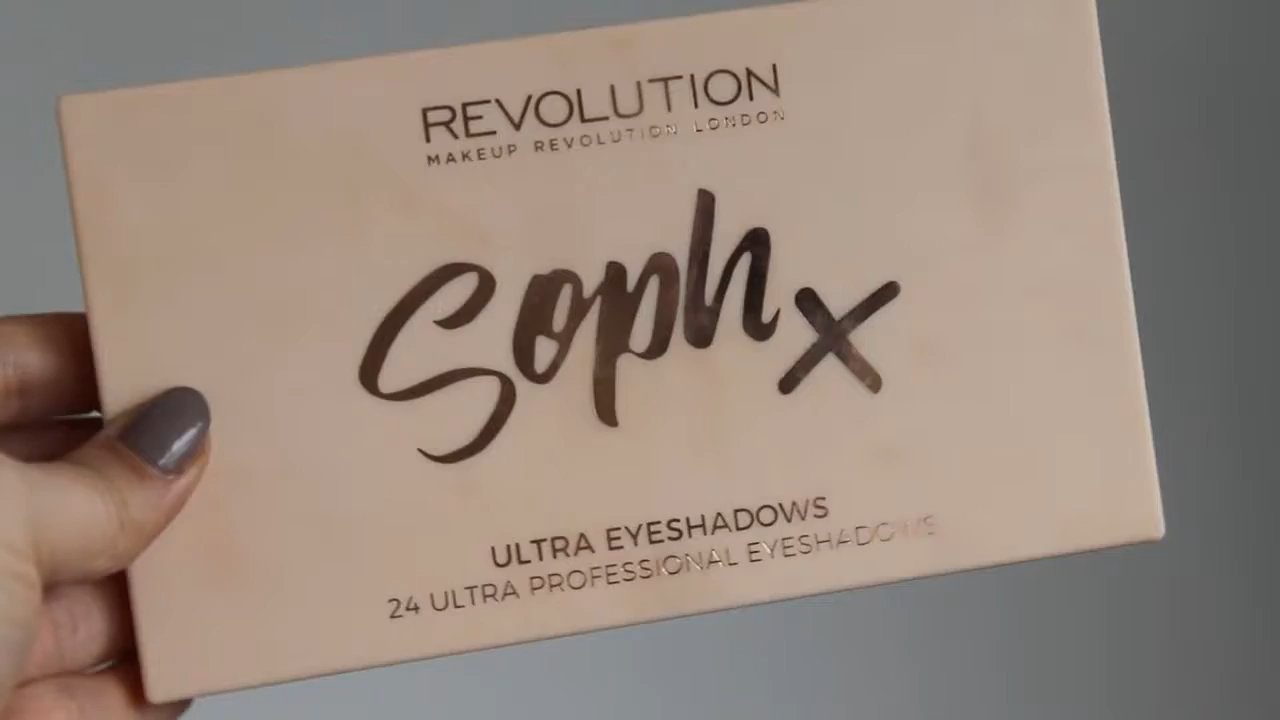 REVOLUTION
MAKEUP REVOLUTION LONDON
Soph x
ULTRA EYESHADOWS
24 ULTRA PROFESSIONAL EYESHADOWS